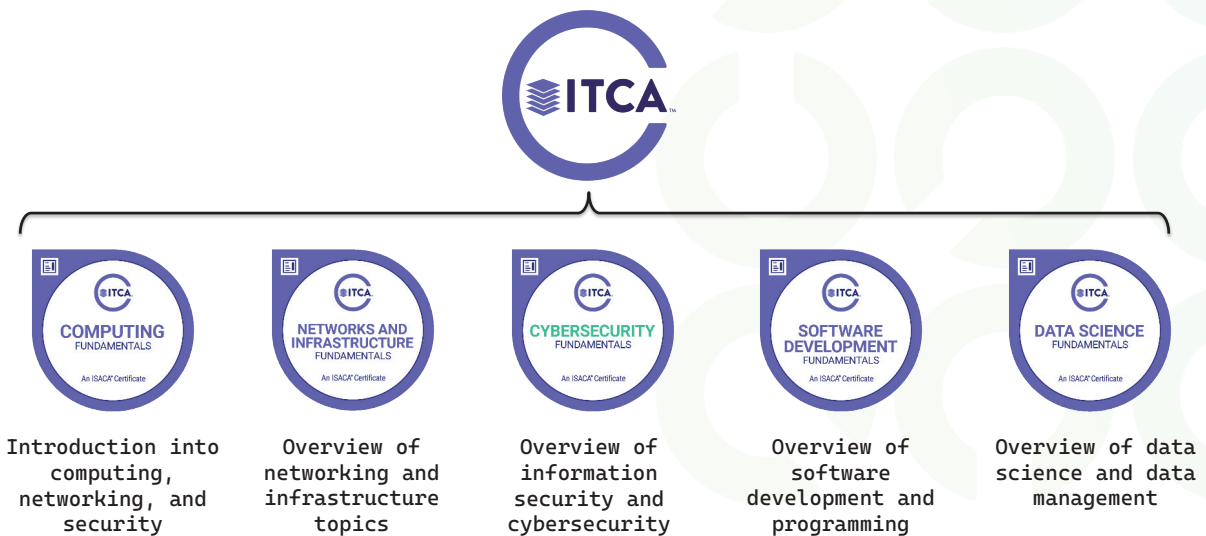 ITCA™
ITCA
COMPUTING
FUNDAMENTALS
An ISACA® Certificate
Introduction into
computing,
networking, and
security
ITCA
NETWORKS AND
INFRASTRUCTURE
FUNDAMENTALS
An ISACA® Certificate
Overview of
networking and
infrastructure
topics
ITCA
CYBERSECURITY
FUNDAMENTALS
An ISACA® Certificate
Overview of
information
security and
cybersecurity
ITCA
SOFTWARE
DEVELOPMENT
FUNDAMENTALS
An ISACA® Certificate
Overview of
software
development and
programming
ITCA
DATA SCIENCE
FUNDAMENTALS
An ISACA® Certificate
Overview of data
science and data
management